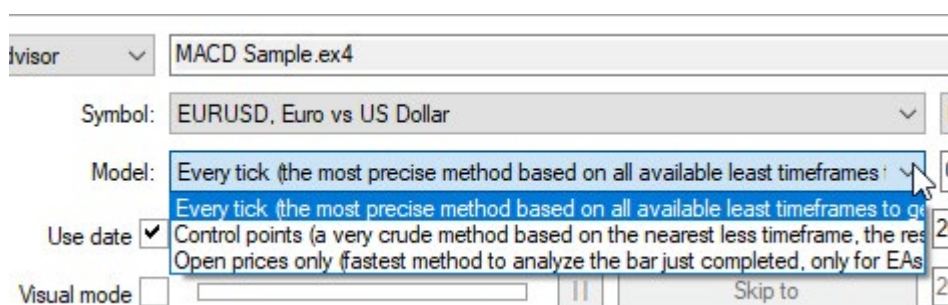 MACD Sample.ex4
Symbol: EURUSD, Euro vs US Dollar
Model: Every tick (the most precise method based on all available least timeframes
Every tick (the most precise method based on all available least timeframes to
Use date Control points (a very crude method based on the nearest less timeframe, the
Open prices only (fastest method to analyze the bar just completed, only for EAs
Visual mode Skip to